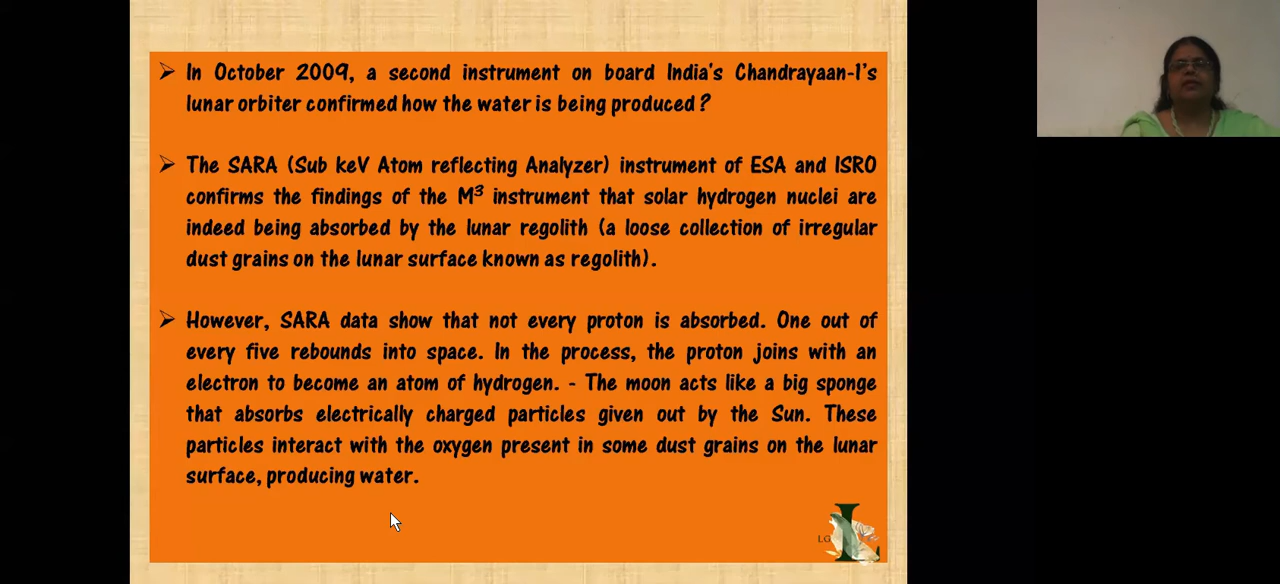 In October 2009, a second instrument on board India's Chandrayaan-1's
lunar orbiter confirmed how the water is being produced?
The SARA (Sub keV Atom reflecting Analyzer) instrument of ESA and ISRO
confirms the findings of the M³ instrument that solar hydrogen nuclei are
indeed being absorbed by the lunar regolith (a loose collection of irregular
dust grains on the lunar surface known as regolith).
However, SARA data show that not every proton is absorbed. One out of
every five rebounds into space. In the process, the proton joins with an
electron to become an atom of hydrogen. - The moon acts like a big sponge
that absorbs electrically charged particles given out by the Sun. These
particles interact with the oxygen present in some dust grains on the lunar
surface, producing water.
LG L